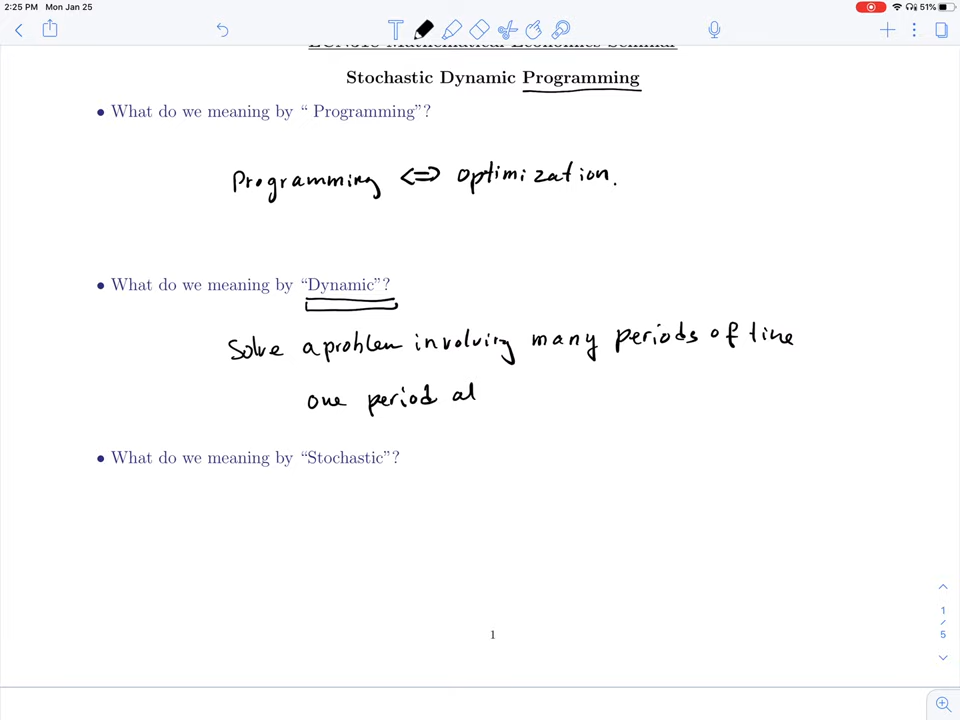 2:25 PM Mon Jan 25
51%
Stochastic Dynamic Programming
• What do we meaning by “ Programming”?
Programming <=> optimization.
• What do we meaning by “Dynamic”?
Solve a problem involving many periods of time
one period at
• What do we meaning by “Stochastic”?
1
1
/
5